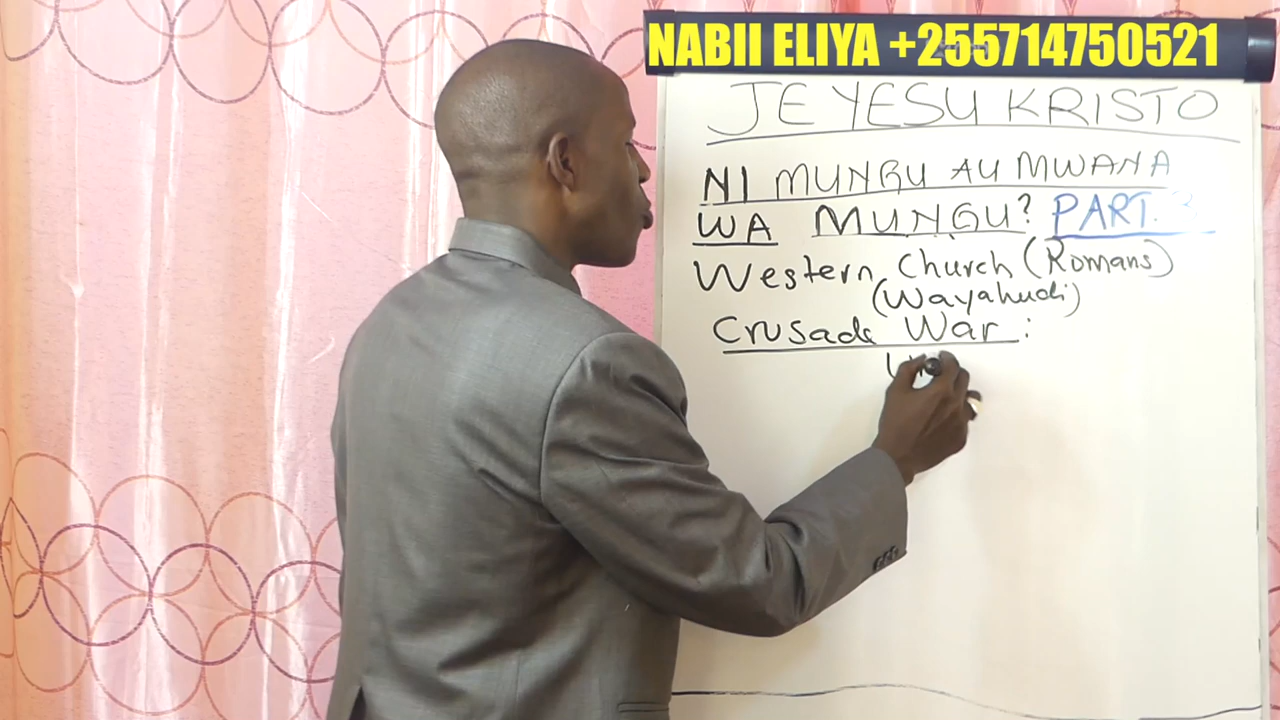 NABII ELIYA +255714750521
JE YESU KRISTO
NI MUNGU AU MWANA
WA MUNGU? PART. 3
Western Church (Romans)
(Wayahudi)
Crusade War: